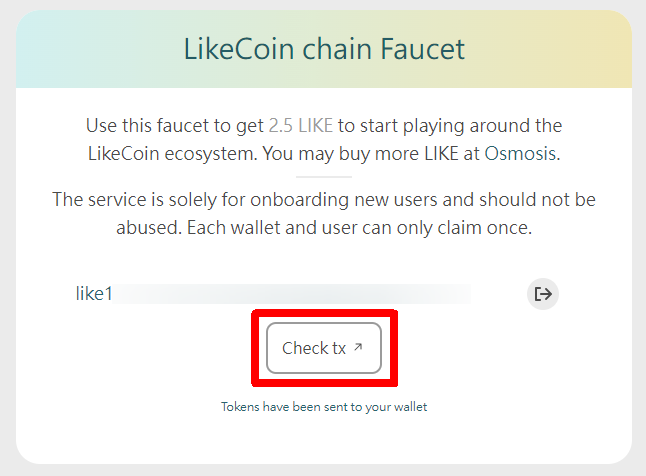 LikeCoin chain Faucet
Use this faucet to get 2.5 LIKE to start playing around the
LikeCoin ecosystem. You may buy more LIKE at Osmosis.
The service is solely for onboarding new users and should not be
abused. Each wallet and user can only claim once.
like1
Check tx
Tokens have been sent to your wallet